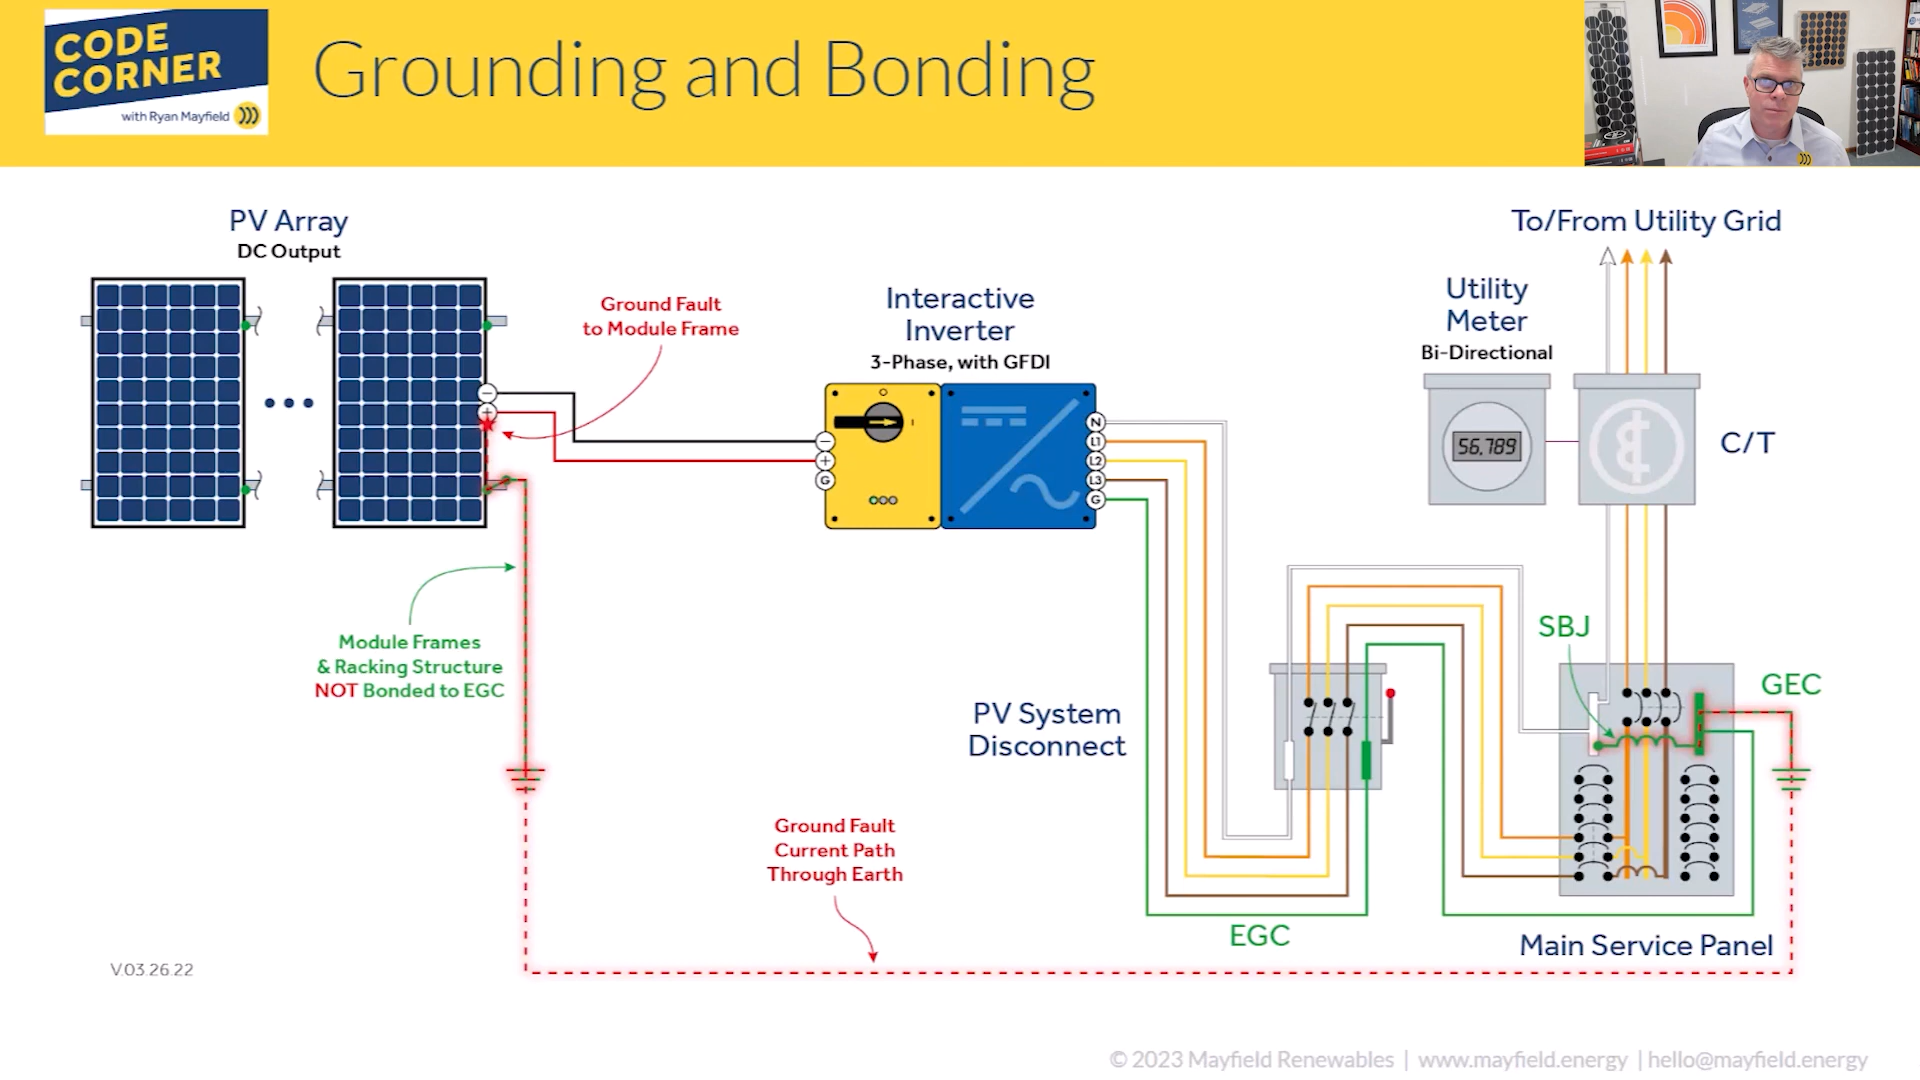 CODE
CORNER
with Ryan Mayfield
Grounding and Bonding
PV Array
DC Output
Ground Fault
to Module Frame
Interactive
Inverter
3-Phase, with GFDI
To/From Utility Grid
Utility
Meter
Bi-Directional
56,789
C/T
−
+
−
+
G
I
N
L1
L2
L3
G
Module Frames
& Racking Structure
NOT Bonded to EGC
PV System
Disconnect
SBJ
GEC
Ground Fault
Current Path
Through Earth
EGC
Main Service Panel
V.03.26.22
© 2023 Mayfield Renewables | www.mayfield.energy | hello@mayfield.energy